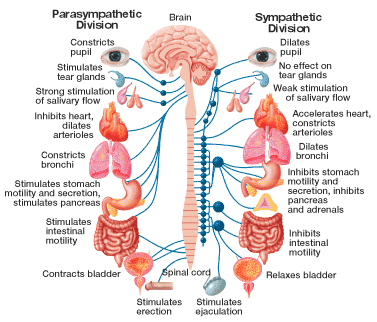 Parasympathetic
Division
Brain
Sympathetic
Division
Constricts
pupil
Stimulates
tear glands
Strong stimulation
of salivary flow
Inhibits heart,
dilates
arterioles
Constricts
bronchi
Stimulates stomach
motility and secretion,
stimulates pancreas
Stimulates
intestinal
motility
Contracts bladder
Spinal cord
Stimulates
erection
Stimulates
ejaculation
Dilates
pupil
No effect on
tear glands
Weak stimulation
of salivary flow
Accelerates heart,
constricts
arterioles
Dilates
bronchi
Inhibits stomach
motility and
secretion, inhibits
pancreas
and adrenals
Inhibits
intestinal
motility
Relaxes bladder